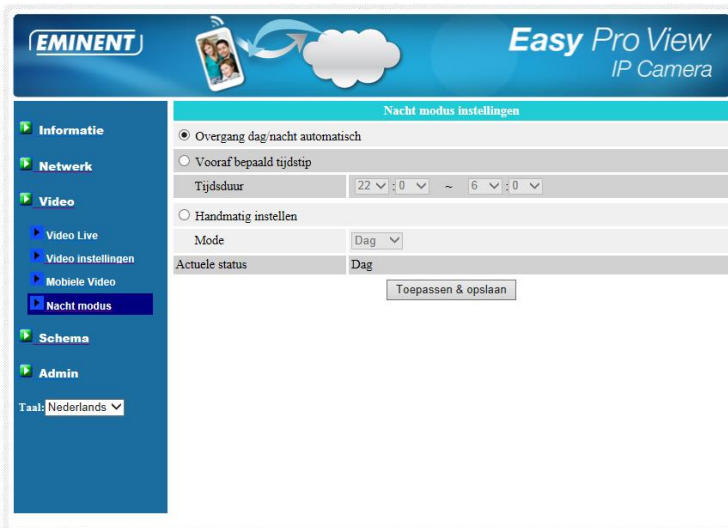 EMINENT
Easy Pro View
IP Camera
Informatie
Netwerk
Video
Video Live
Video instellingen
Mobiele Video
Nacht modus
Schema
Admin
Taal: Nederlands
Nacht modus instellingen
Overgang dag/nacht automatisch
Vooraf bepaald tijdstip
Tijdsduur 22 : 0 ~ 6 : 0
Handmatig instellen
Mode Dag
Actuele status Dag
Toepassen & opslaan